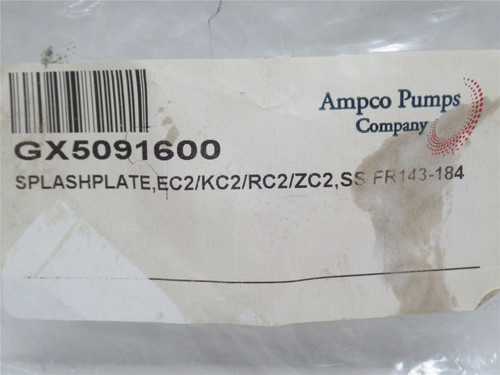 Ampco Pumps
Company
GX5091600
SPLASHPLATE,EC2/KC2/RC2/ZC2,SS FR143-184